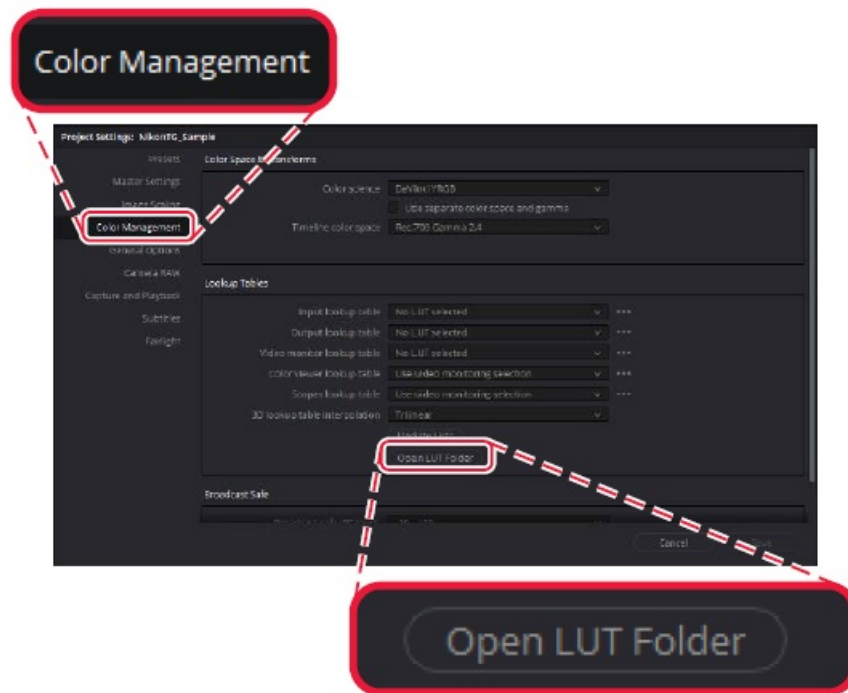 Color Management
Project Settings: NikonTG_Sample
Presets
Color Space & Transforms
Master Settings
Color science DaVinci YRGB
Image Scaling
Use separate color space and gamma
Color Management
Timeline color space Rec.709 Gamma 2.4
General Options
Camera RAW
Lookup Tables
Capture and Playback
Input lookup table No LUT selected
Subtitles
Output lookup table No LUT selected
Fairlight
Video monitor lookup table No LUT selected
Color viewer lookup table Use video monitoring selection
Scopes lookup table Use video monitoring selection
3D lookup table interpolation Trilinear
Update Lists
Open LUT Folder
Broadcast Safe
Cancel
Save
Open LUT Folder